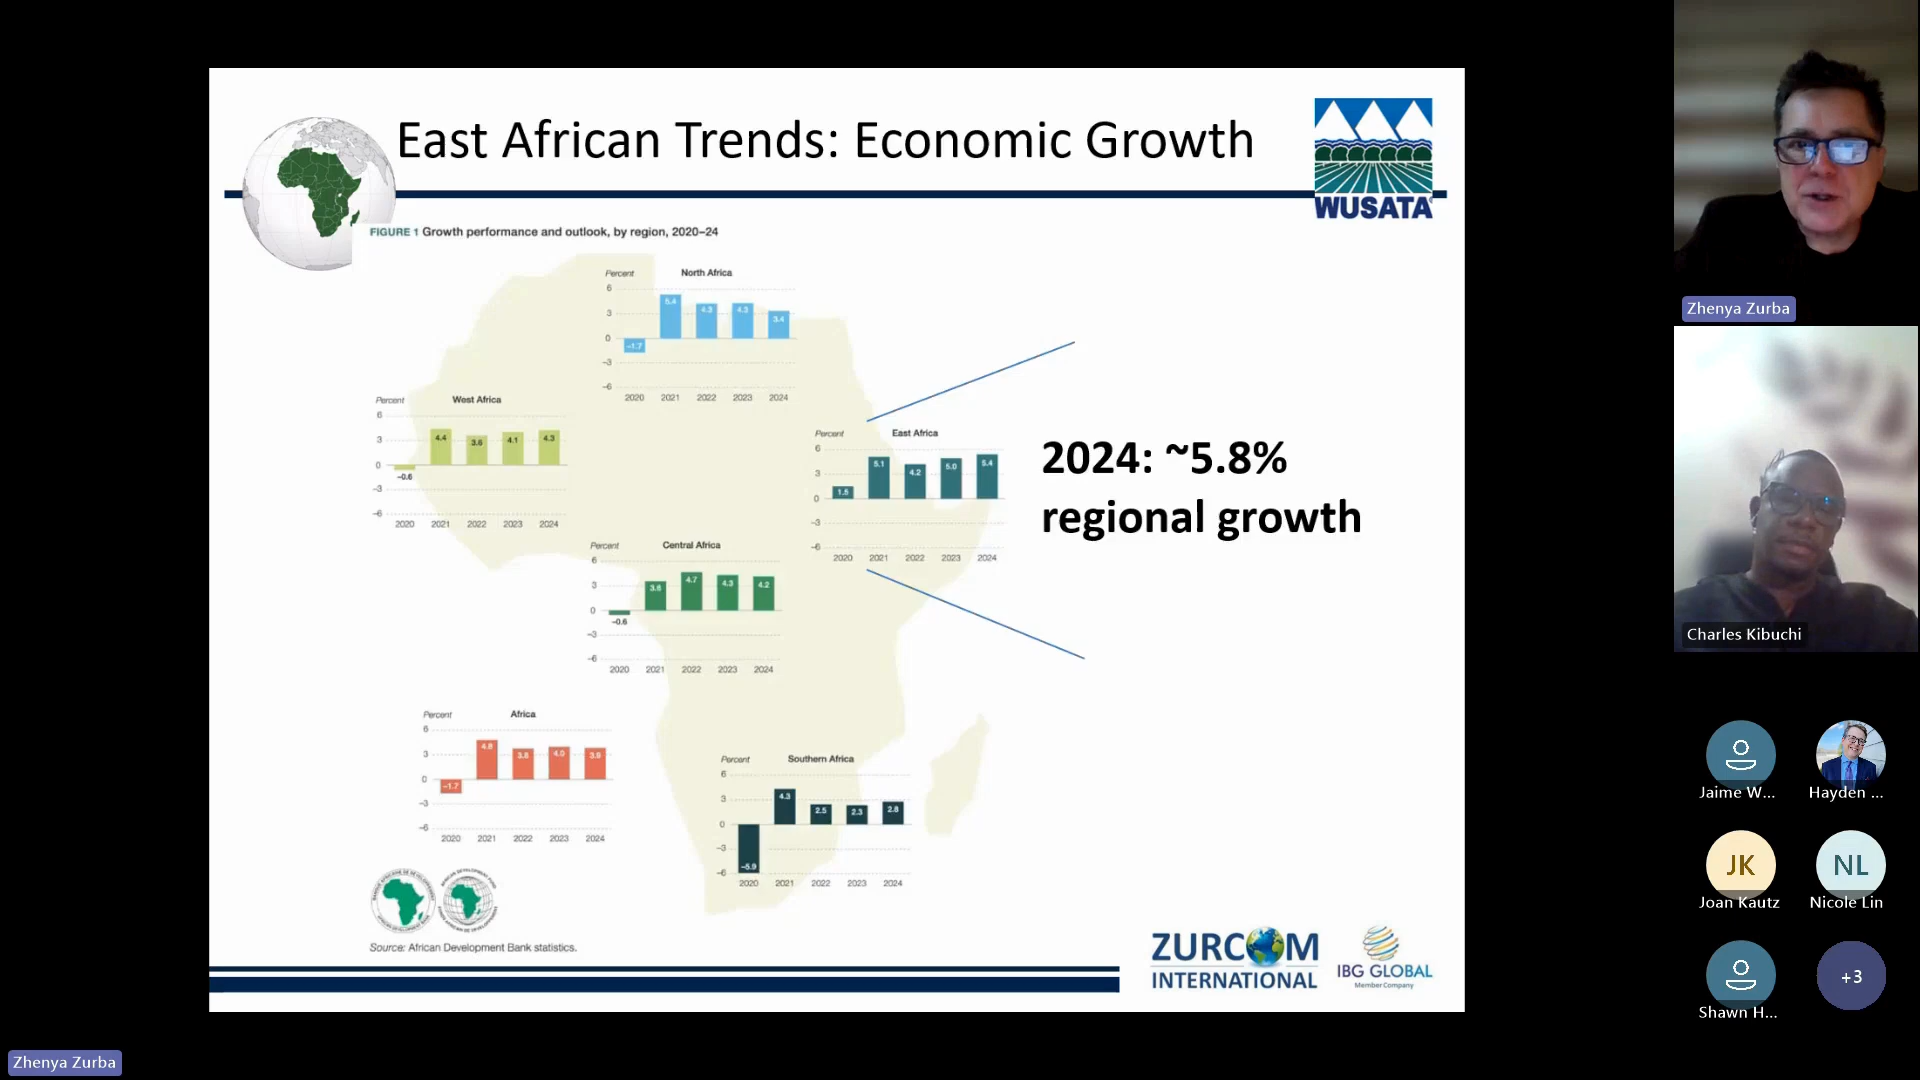 East African Trends: Economic Growth
WUSATA
FIGURE 1 Growth performance and outlook, by region, 2020–24
Percent North Africa
6
3
0
–3
–6
–1.7 5.4 4.3 4.3 3.4
2020 2021 2022 2023 2024
Percent West Africa
6
3
0
–3
–6
–0.6 4.4 3.6 4.1 4.3
2020 2021 2022 2023 2024
Percent East Africa
6
3
0
–3
–6
1.5 5.1 4.2 5.0 5.4
2020 2021 2022 2023 2024
2024: ~5.8%
regional growth
Percent Central Africa
6
3
0
–3
–6
–0.6 3.6 4.7 4.3 4.2
2020 2021 2022 2023 2024
Percent Africa
6
3
0
–3
–6
–1.7 4.8 3.8 4.0 3.9
2020 2021 2022 2023 2024
Percent Southern Africa
6
3
0
–3
–6
–5.9 4.3 2.5 2.3 2.8
2020 2021 2022 2023 2024
Source: African Development Bank statistics.
ZURCOM
INTERNATIONAL
IBG GLOBAL
Member Company
Zhenya Zurba
Charles Kibuchi
Jaime W...
Hayden ...
JK
Joan Kautz
NL
Nicole Lin
Shawn H...
+3
Zhenya Zurba